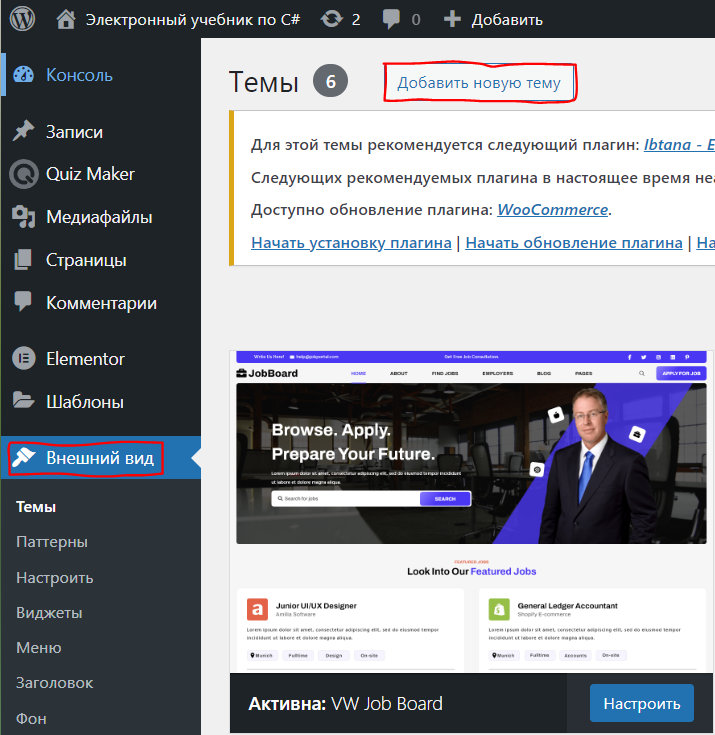 Электронный учебник по C# 2 0 Добавить
Консоль
Записи
Quiz Maker
Медиафайлы
Страницы
Комментарии
Elementor
Шаблоны
Внешний вид
Темы
Паттерны
Настроить
Виджеты
Меню
Заголовок
Фон
Темы 6 Добавить новую тему
Для этой темы рекомендуется следующий плагин: Ibtana - E
Следующих рекомендуемых плагина в настоящее время неа
Доступно обновление плагина: WooCommerce.
Начать установку плагина | Начать обновление плагина | На
Write Us Here! help@jobportal.com Get Free Job Consultation
JobBoard HOME ABOUT FIND JOBS EMPLOYERS BLOG PAGES APPLY FOR JOB
Browse. Apply.
Prepare Your Future.
Lorem ipsum dolor sit amet, consectetur adipiscing elit, sed do eiusmod tempor incididunt
ut labore et dolore magna aliqua.
Search for jobs SEARCH
FEATURED JOBS
Look Into Our Featured Jobs
a Junior UI/UX Designer
Amilia Software
Lorem ipsum dolor sit amet, consectetur adipiscing elit, sed do eiusmod tempor
incididunt ut labore et dolore magna aliqua.
Munich Fulltime Design On-site
General Ledger Accountant
Shopify E-commerce
Lorem ipsum dolor sit amet, consectetur adipiscing elit, sed do eiusmod tempor
incididunt ut labore et dolore magna aliqua.
Munich Fulltime Accounts On-site
Активна: VW Job Board Настроить